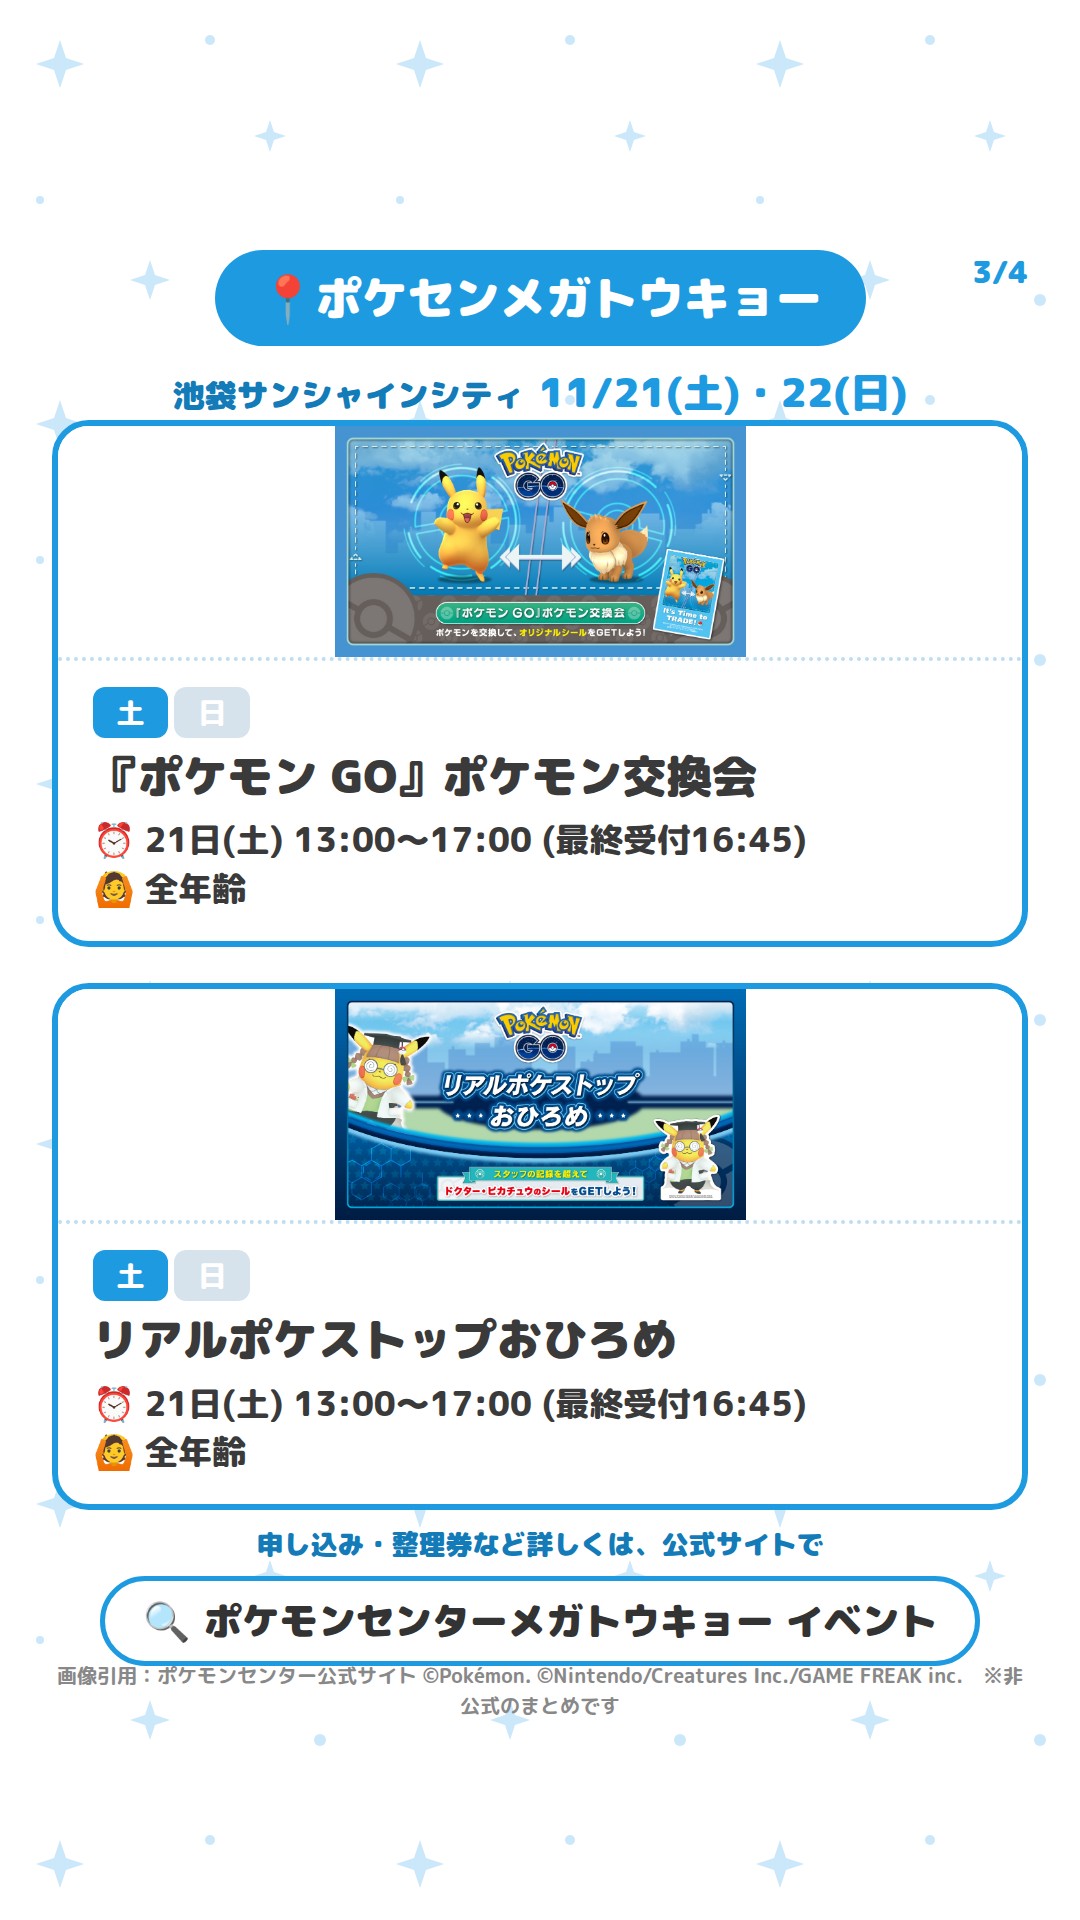 3/4
📍ポケセンメガトウキョー
池袋サンシャインシティ 11/21(土)・22(日)
POKéMON
GO
『ポケモン GO』ポケモン交換会
ポケモンを交換して、オリジナルシールをGETしよう!
It's Time to
TRADE!
土 日
『ポケモン GO』ポケモン交換会
⏰ 21日(土) 13:00〜17:00 (最終受付16:45)
🙆 全年齢
POKéMON
GO
リアルポケストップ
おひろめ
スタッフの記録を超えて
ドクター・ピカチュウのシールをGETしよう!
土 日
リアルポケストップおひろめ
⏰ 21日(土) 13:00〜17:00 (最終受付16:45)
🙆 全年齢
申し込み・整理券など詳しくは、公式サイトで
🔍 ポケモンセンターメガトウキョー イベント
画像引用：ポケモンセンター公式サイト ©Pokémon. ©Nintendo/Creatures Inc./GAME FREAK inc.　※非
公式のまとめです